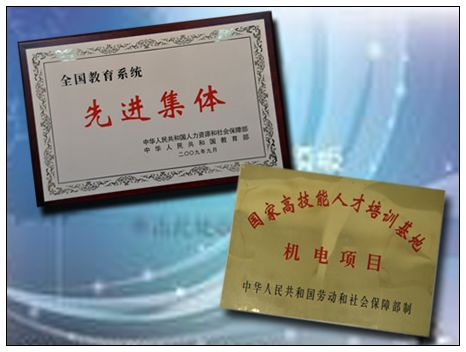 全国教育系统
先进集体
中华人民共和国人力资源和社会保障部
中华人民共和国教育部
二〇〇九年九月
国家高技能人才培训基地
机电项目
中华人民共和国劳动和社会保障部制